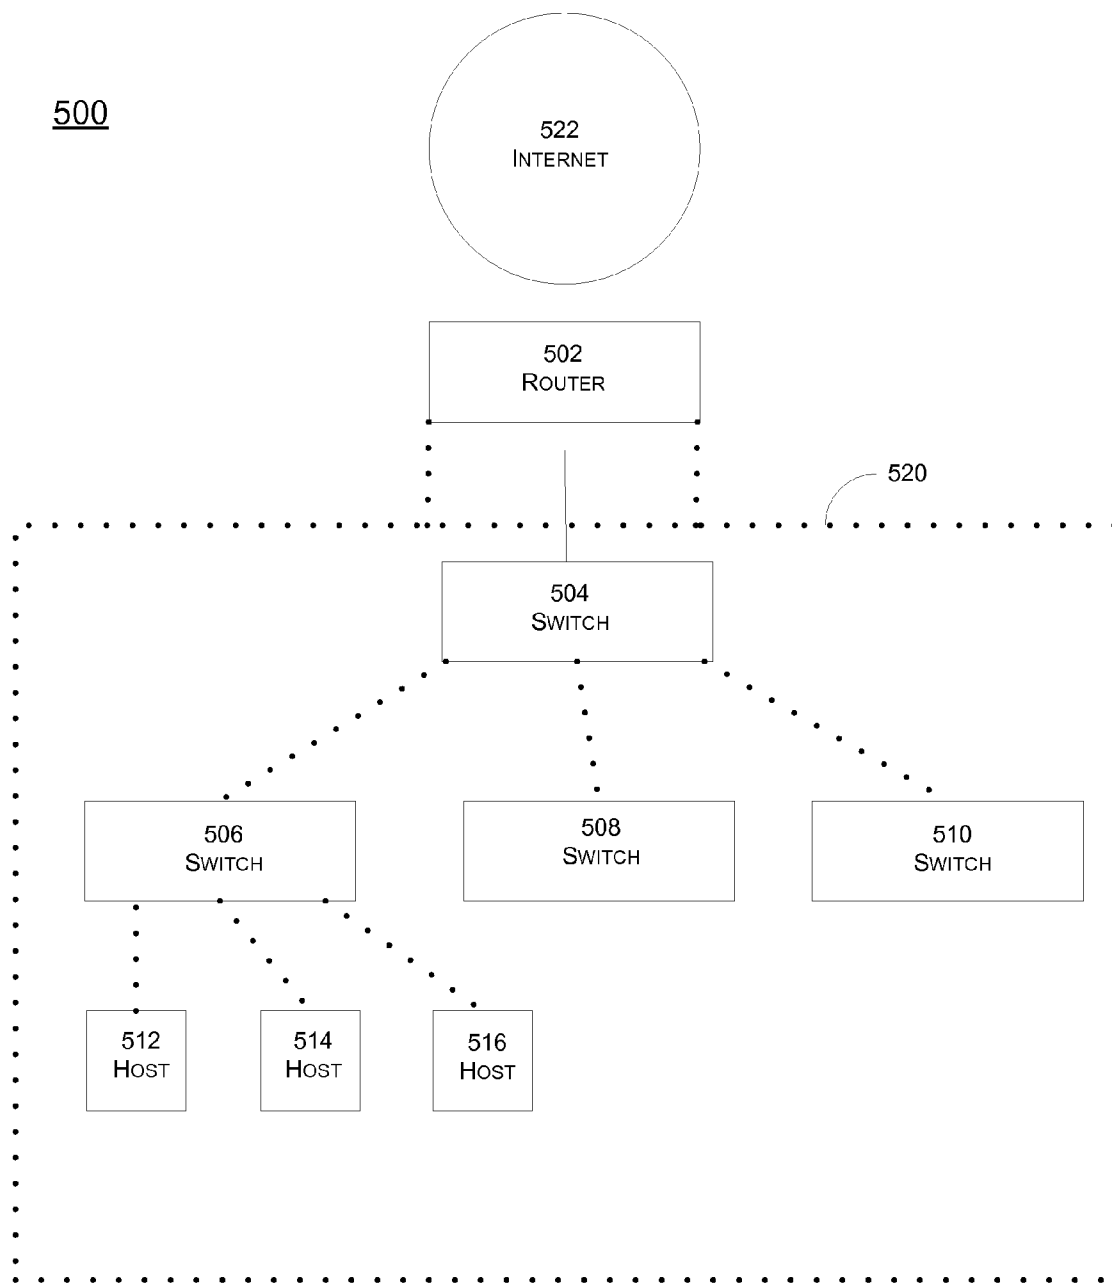 500
522
INTERNET
502
ROUTER
520
504
SWITCH
506
SWITCH
508
SWITCH
510
SWITCH
512
HOST
514
HOST
516
HOST